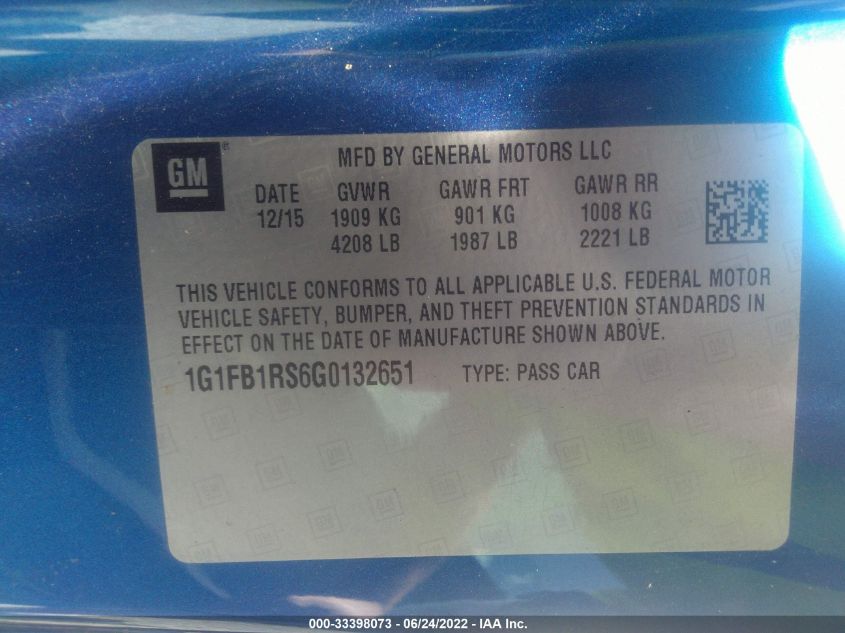 GM®
MFD BY GENERAL MOTORS LLC
DATE GVWR GAWR FRT GAWR RR
12/15 1909 KG 901 KG 1008 KG
4208 LB 1987 LB 2221 LB
THIS VEHICLE CONFORMS TO ALL APPLICABLE U.S. FEDERAL MOTOR
VEHICLE SAFETY, BUMPER, AND THEFT PREVENTION STANDARDS IN
EFFECT ON THE DATE OF MANUFACTURE SHOWN ABOVE.
1G1FB1RS6G0132651 TYPE: PASS CAR
000-33398073 - 06/24/2022 - IAA Inc.